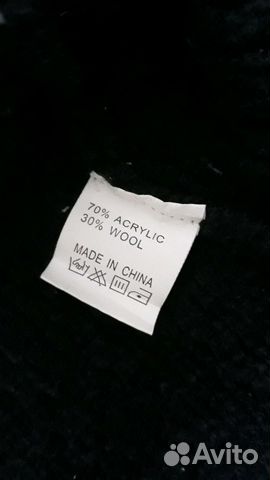 70% ACRYLIC
30% WOOL
MADE IN CHINA
Avito